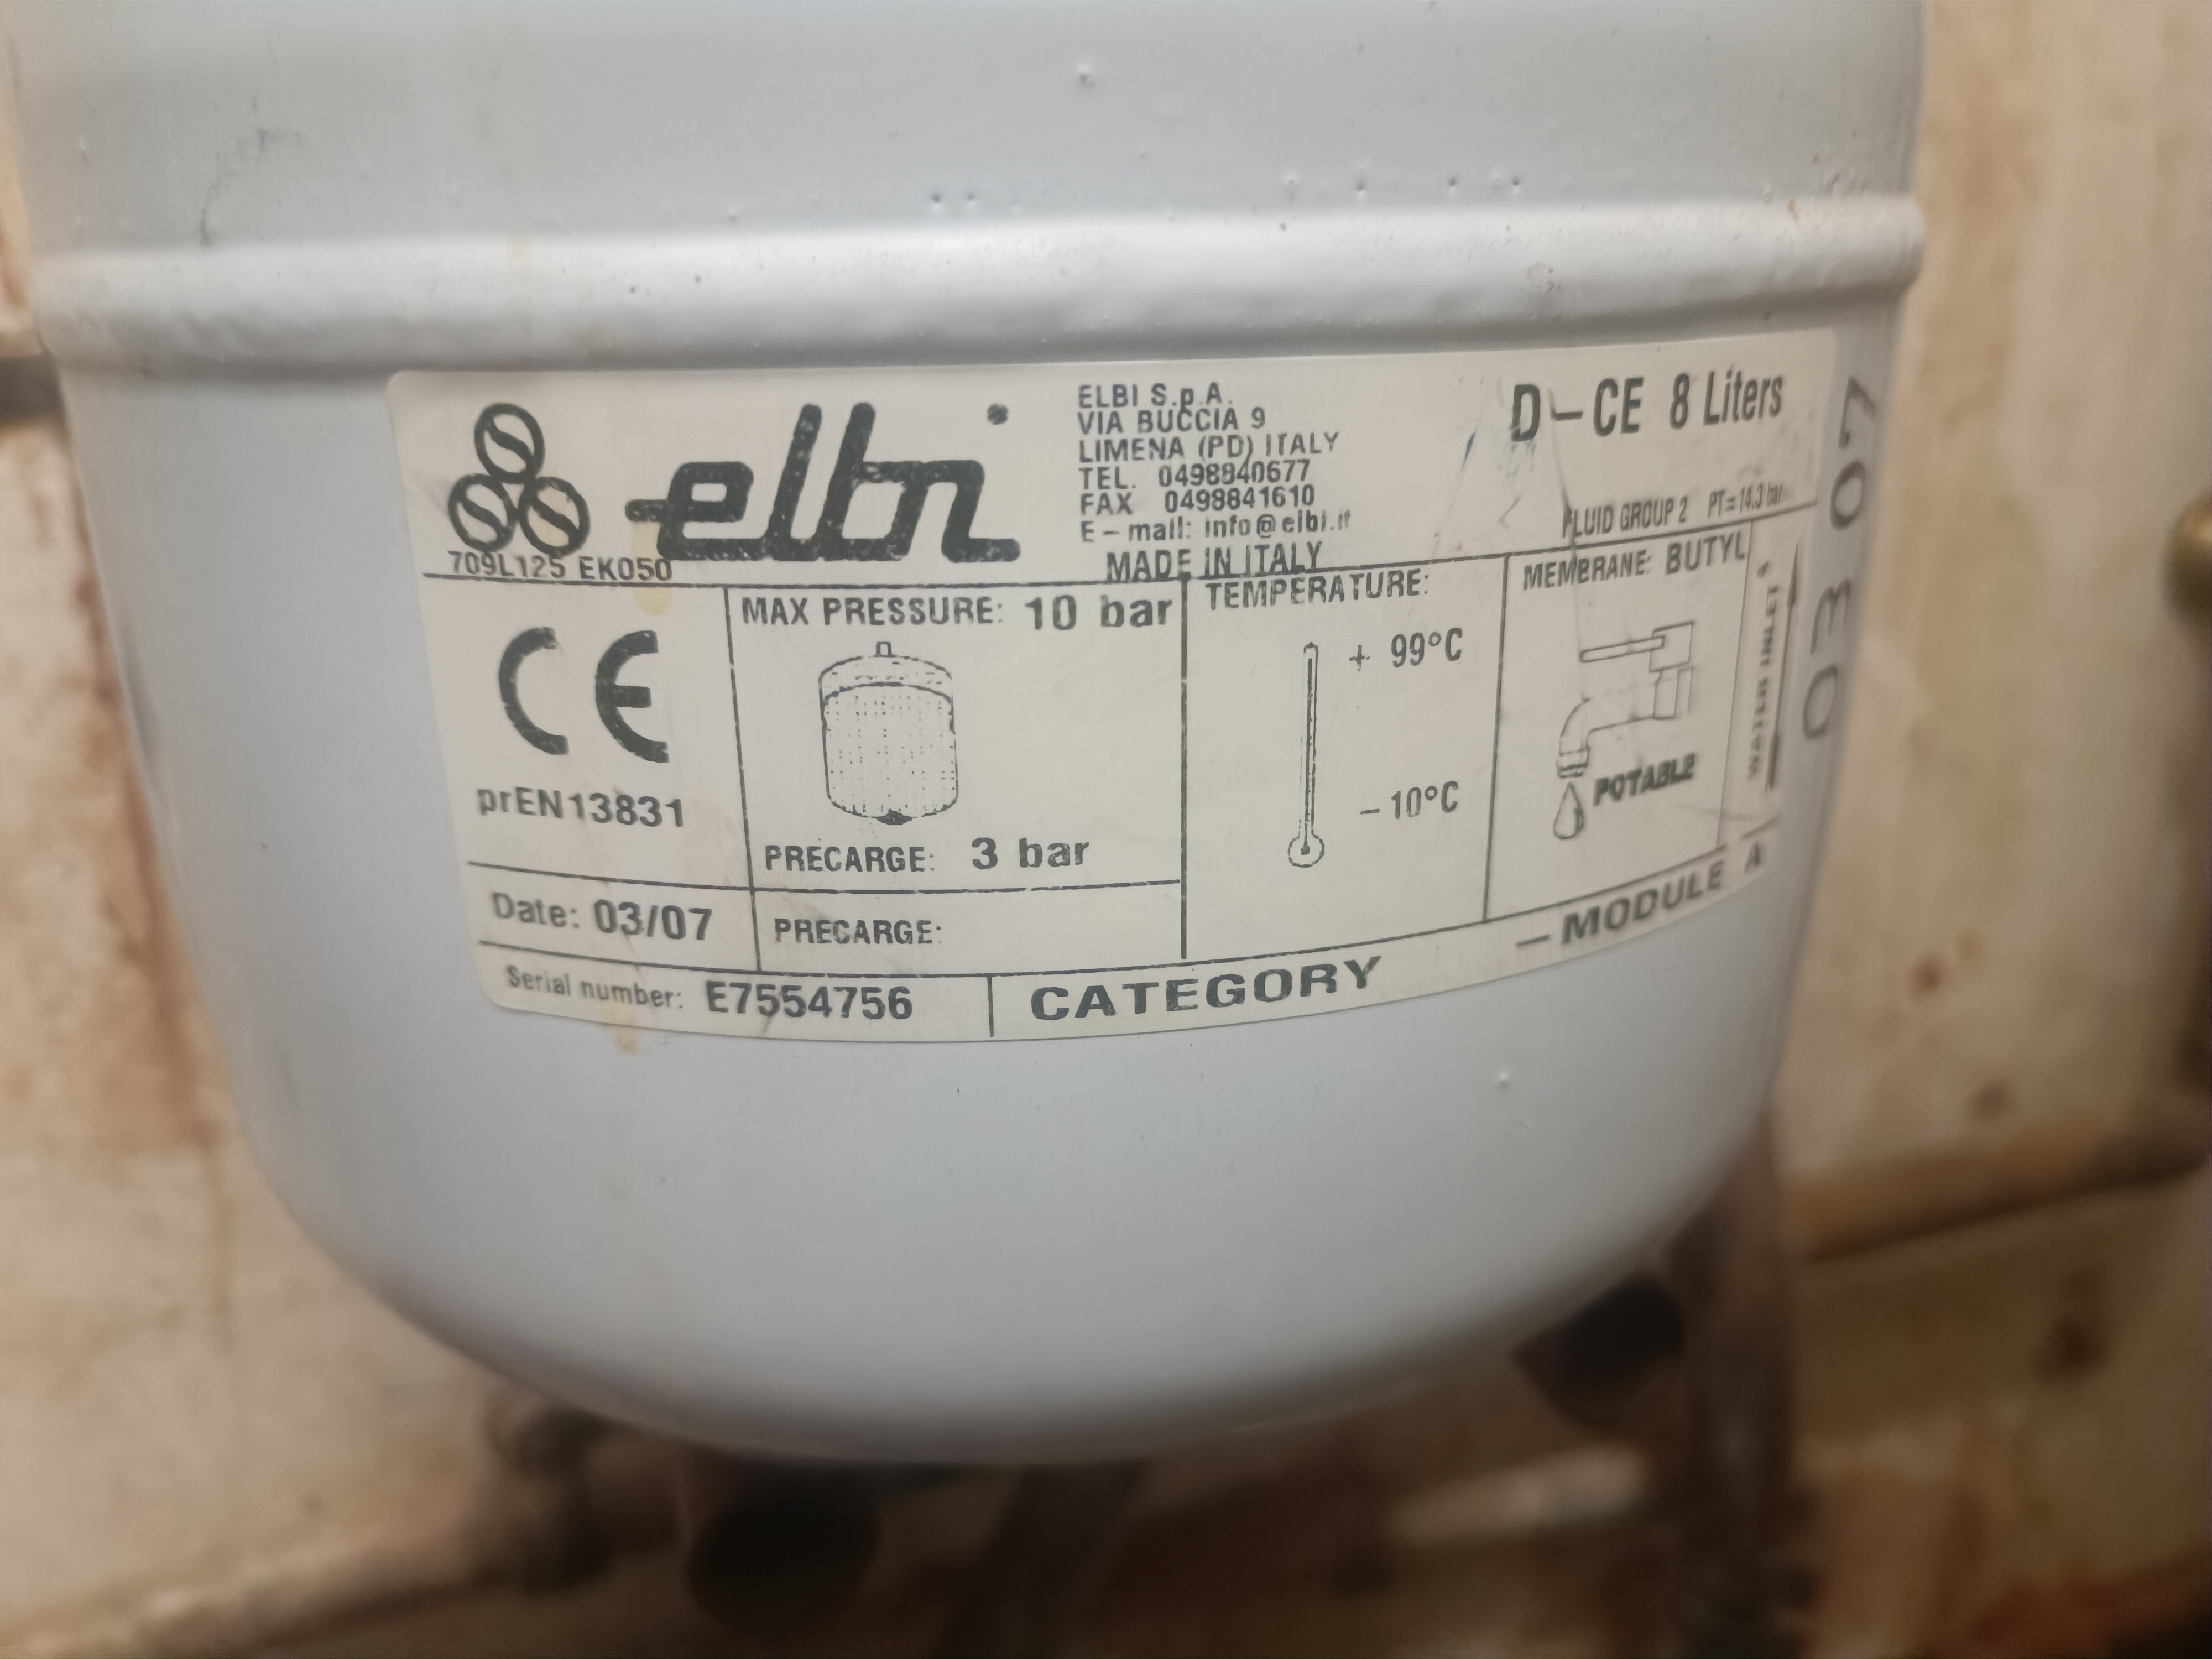 elbi
ELBI S.p.A.
VIA BUCCIA 9
LIMENA (PD) ITALY
TEL. 0498840677
FAX 0498841610
E-mail: info@elbi.it
MADE IN ITALY
D-CE 8 Liters
FLUID GROUP 2 PT=14.3 bar
709L125 EK050
CE
prEN13831
Date: 03/07
Serial number: E7554756
MAX PRESSURE: 10 bar
PRECARGE: 3 bar
PRECARGE:
TEMPERATURE:
+ 99°C
-10°C
MEMBRANE: BUTYL
POTABLE
WATER INLET
CATEGORY — MODULE A
03 07